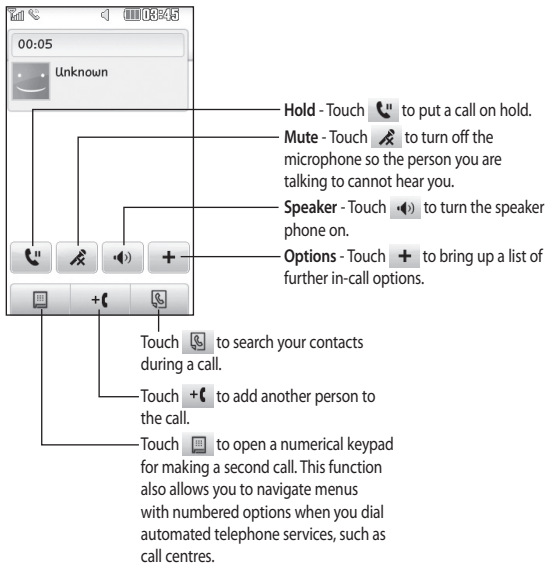 03:45
00:05
Unknown
Hold - Touch to put a call on hold.
Mute - Touch to turn off the
microphone so the person you are
talking to cannot hear you.
Speaker - Touch to turn the speaker
phone on.
Options - Touch + to bring up a list of
further in-call options.
Touch to search your contacts
during a call.
Touch + to add another person to
the call.
Touch to open a numerical keypad
for making a second call. This function
also allows you to navigate menus
with numbered options when you dial
automated telephone services, such as
call centres.